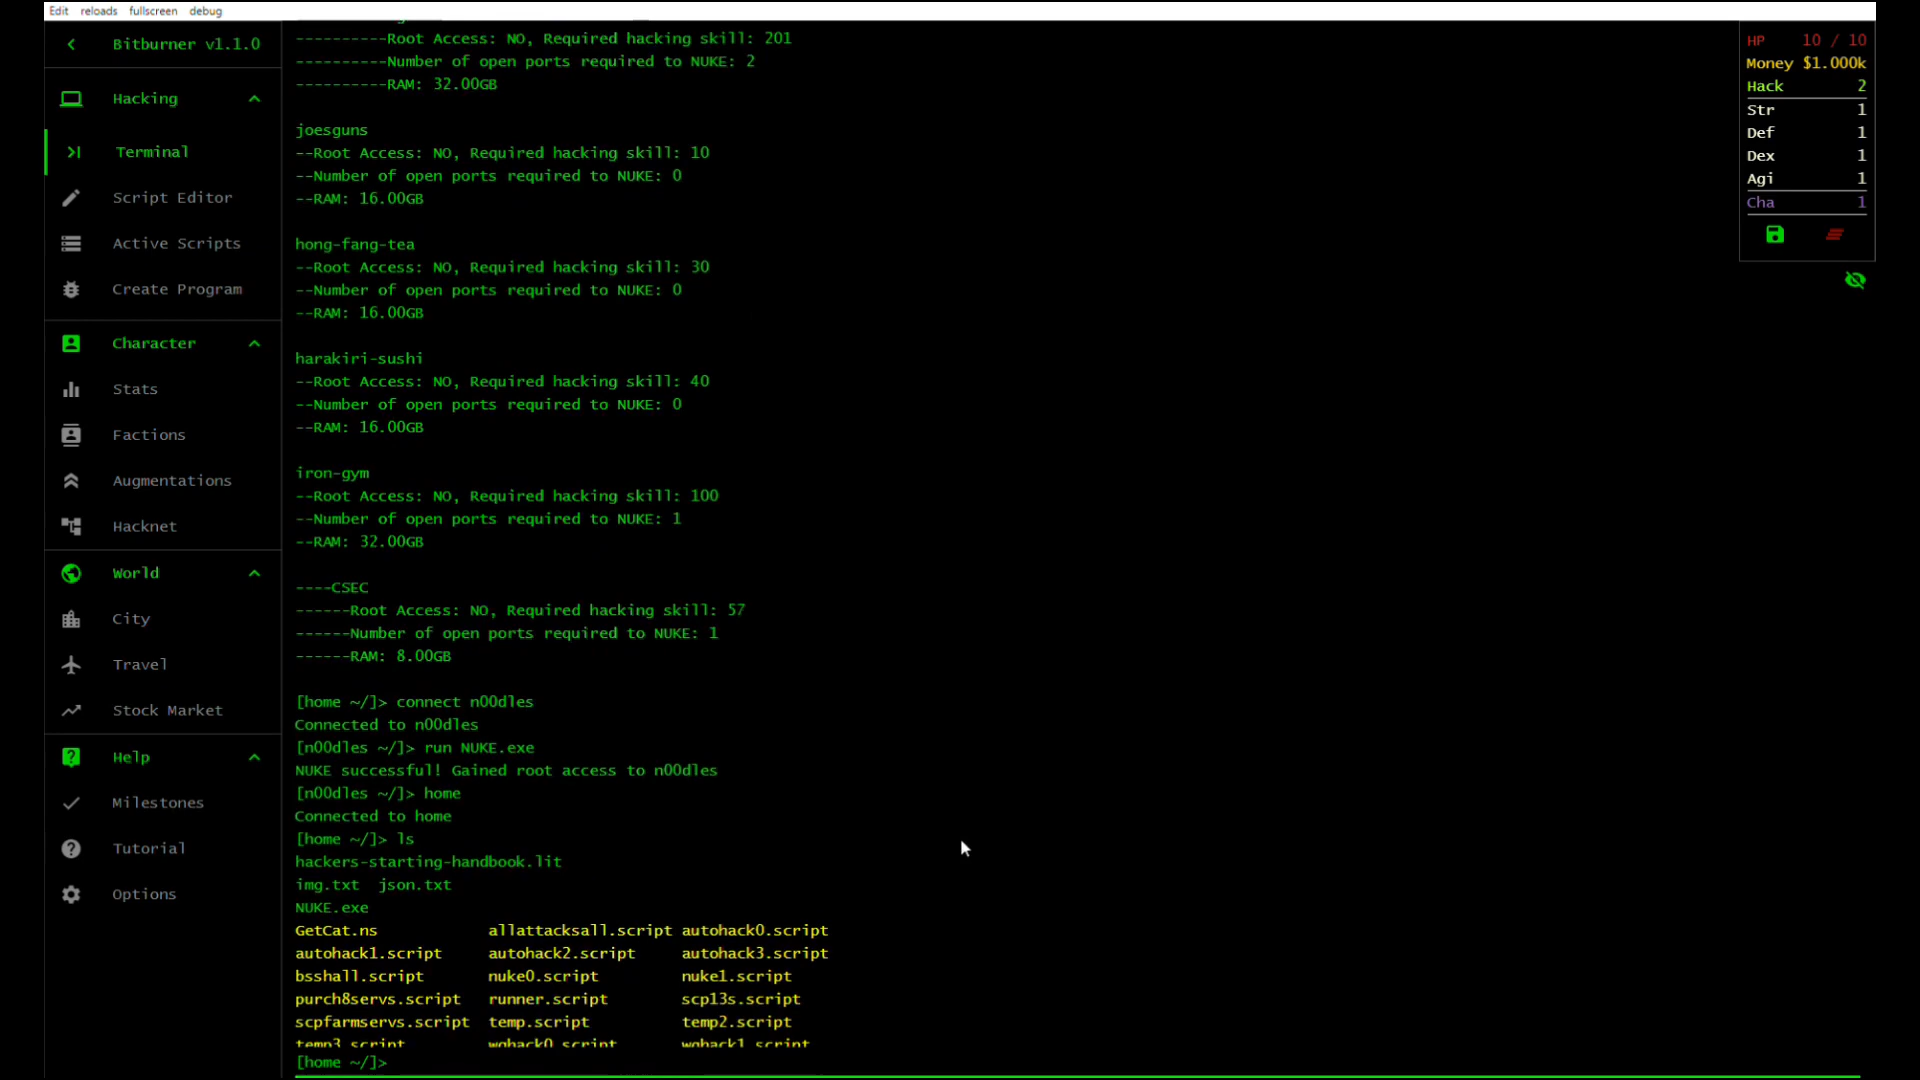 Edit reloads fullscreen debug
Bitburner v1.1.0
Hacking
Terminal
Script Editor
Active Scripts
Create Program
Character
Stats
Factions
Augmentations
Hacknet
World
City
Travel
Stock Market
Help
Milestones
Tutorial
Options
----------Root Access: NO, Required hacking skill: 201
----------Number of open ports required to NUKE: 2
----------RAM: 32.00GB
joesguns
--Root Access: NO, Required hacking skill: 10
--Number of open ports required to NUKE: 0
--RAM: 16.00GB
hong-fang-tea
--Root Access: NO, Required hacking skill: 30
--Number of open ports required to NUKE: 0
--RAM: 16.00GB
harakiri-sushi
--Root Access: NO, Required hacking skill: 40
--Number of open ports required to NUKE: 0
--RAM: 16.00GB
iron-gym
--Root Access: NO, Required hacking skill: 100
--Number of open ports required to NUKE: 1
--RAM: 32.00GB
----CSEC
------Root Access: NO, Required hacking skill: 57
------Number of open ports required to NUKE: 1
------RAM: 8.00GB
[home ~/]> connect n00dles
Connected to n00dles
[n00dles ~/]> run NUKE.exe
NUKE successful! Gained root access to n00dles
[n00dles ~/]> home
Connected to home
[home ~/]> ls
hackers-starting-handbook.lit
img.txt json.txt
NUKE.exe
GetCat.ns allattacksall.script autohack0.script
autohack1.script autohack2.script autohack3.script
bsshall.script nuke0.script nuke1.script
purch8servs.script runner.script scp13s.script
scpfarmservs.script temp.script temp2.script
temp3.script wghack0.script wghack1.script
[home ~/]>
HP 10 / 10
Money $1.000k
Hack 2
Str 1
Def 1
Dex 1
Agi 1
Cha 1